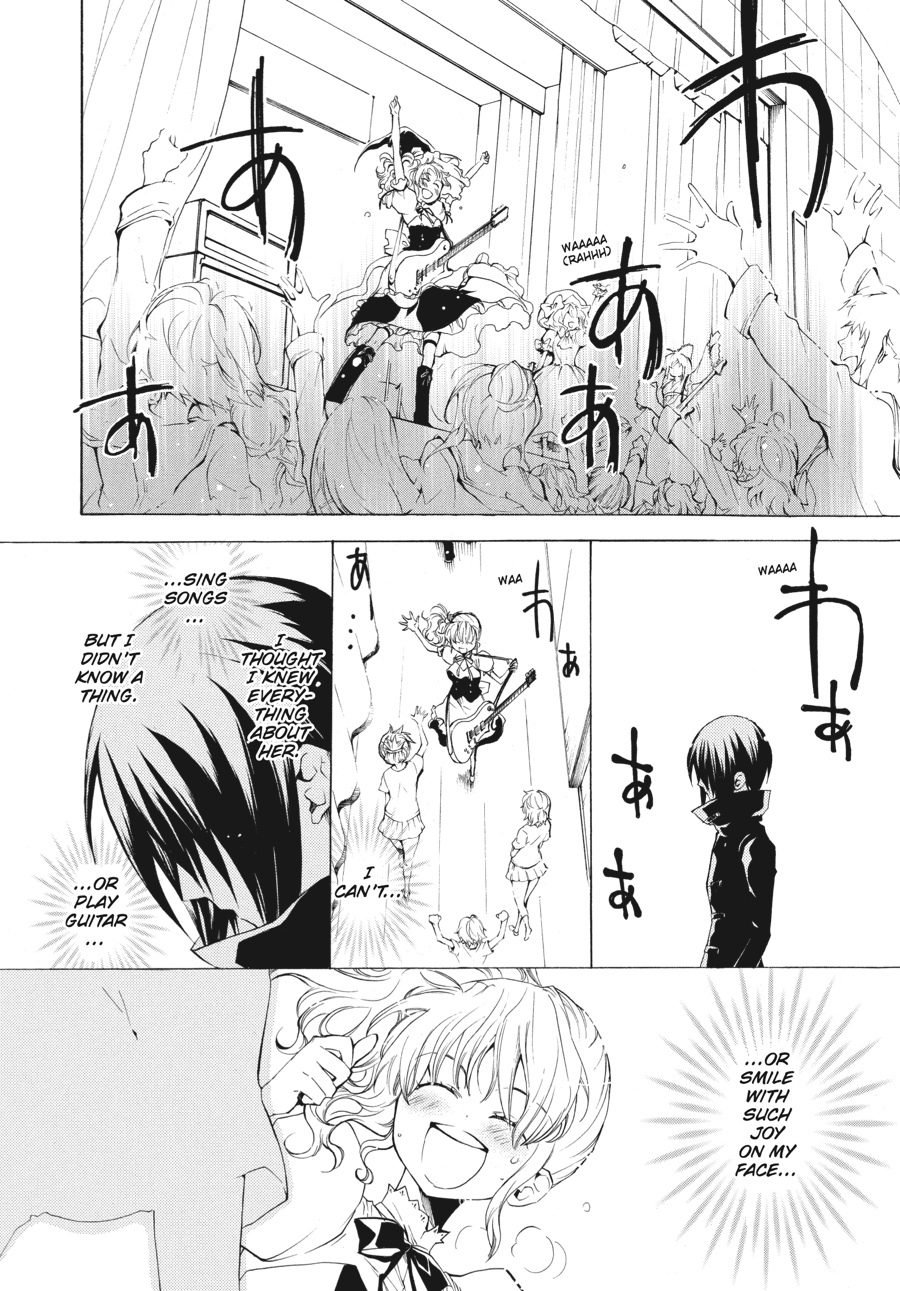 わ
あ
あ
あ
あ
WAAAAA
(RAHHH)
WAAAA
わ
ぁ
あ
あ
WAA
わ
ぁ
ぁ
I
CAN'T...
I
THOUGHT
I KNEW
EVERY-
THING
ABOUT
HER.
...SING
SONGS
...
BUT I
DIDN'T
KNOW A
THING.
...OR
PLAY
GUITAR
...
...OR
SMILE
WITH
SUCH
JOY
ON MY
FACE...